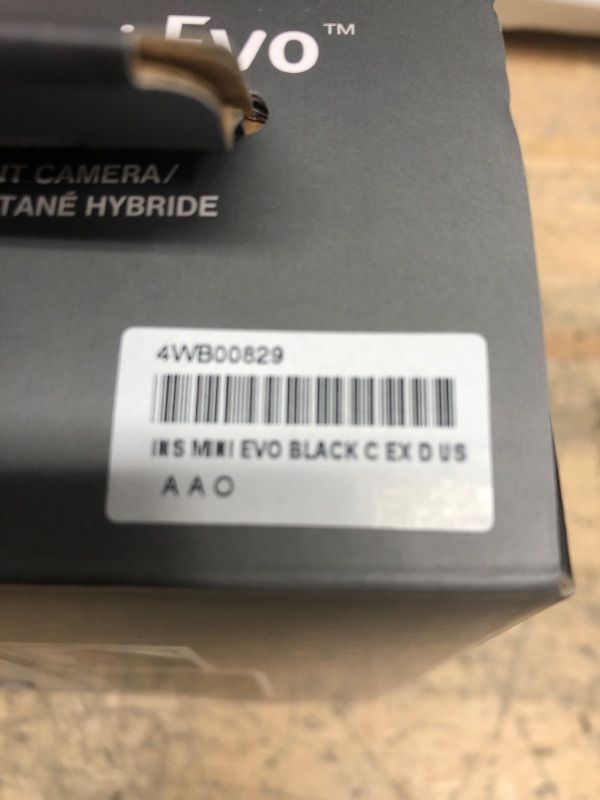 Evo™
NT CAMERA/
TANÉ HYBRIDE
4WB00829
INS MINI EVO BLACK C EX D US
A A O